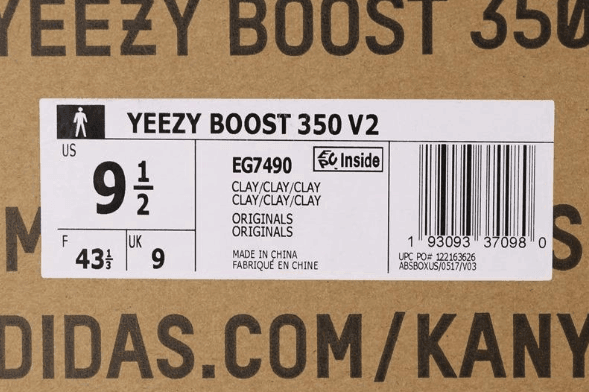 YEEZY BOOST 350
YEEZY BOOST 350 V2
US
9 1/2
F
43 1/3
UK
9
EG7490
Inside
CLAY/CLAY/CLAY
CLAY/CLAY/CLAY
ORIGINALS
ORIGINALS
MADE IN CHINA
FABRIQUÉ EN CHINE
1 93093 37098 0
UPC PO# 122163626
ABSBOXUS/0517/V03
M
S
DIDAS.COM/KANY